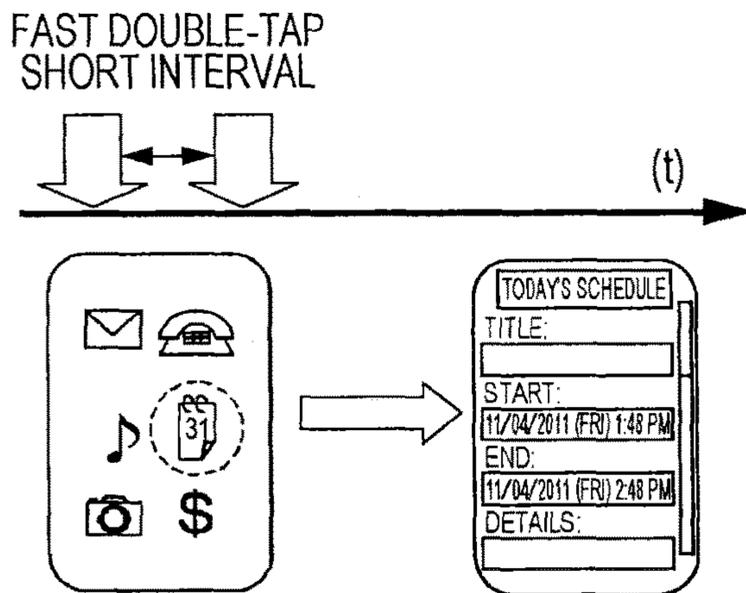 FAST DOUBLE-TAP
SHORT INTERVAL
(t)
31
$
TODAY'S SCHEDULE
TITLE:
START:
11/04/2011 (FRI) 1:48 PM
END:
11/04/2011 (FRI) 2:48 PM
DETAILS: